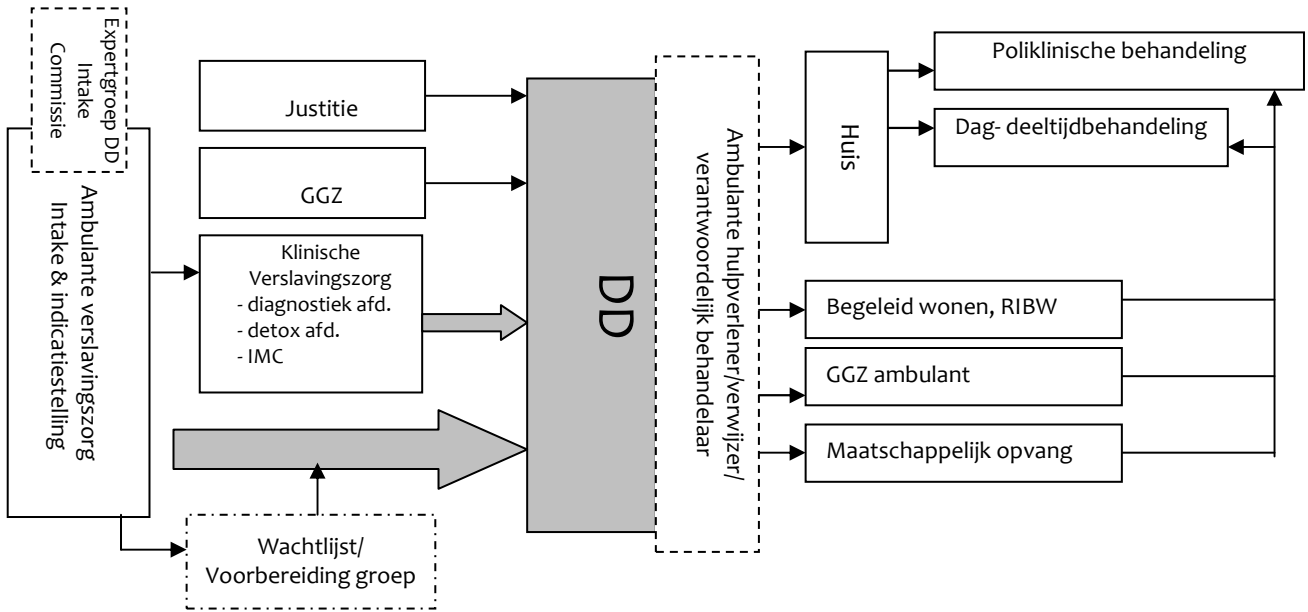 Expertgroep DD
Intake
Commissie
Ambulante verslavingszorg
Intake & indicatiestelling
Justitie
GGZ
Klinische
Verslavingszorg
- diagnostiek afd.
- detox afd.
- IMC
Wachtlijst/
Voorbereiding groep
DD
Ambulante hulpverlener/verwijzer/
verantwoordelijk behandelaar
Huis
Poliklinische behandeling
Dag- deeltijdbehandeling
Begeleid wonen, RIBW
GGZ ambulant
Maatschappelijk opvang